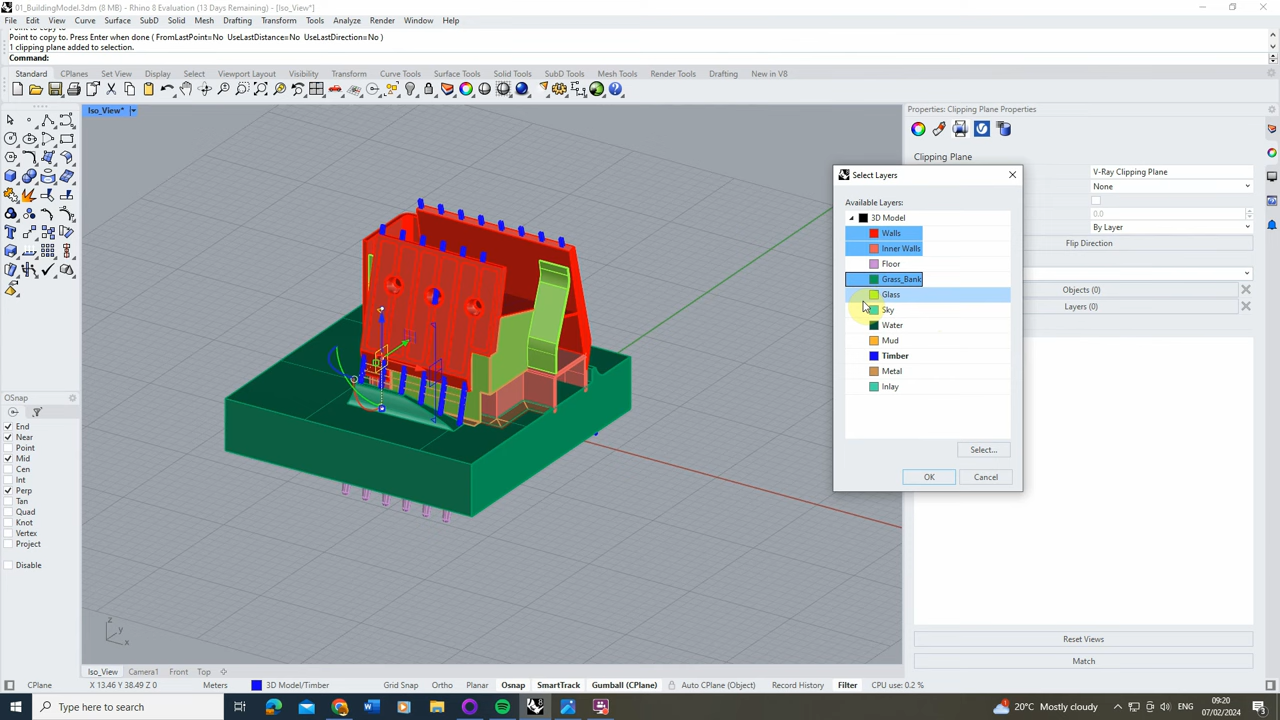 01_BuildingModel.3dm (8 MB) - Rhino 8 Evaluation (13 Days Remaining) - [Iso_View*]
File Edit View Curve Surface SubD Solid Mesh Drafting Transform Tools Analyze Render Window Help
Point to copy to
Point to copy to. Press Enter when done ( FromLastPoint=No UseLastDistance=No UseLastDirection=No )
1 clipping plane added to selection.
Command:
Standard CPlanes Set View Display Select Viewport Layout Visibility Transform Curve Tools Surface Tools Solid Tools SubD Tools Mesh Tools Render Tools Drafting New in V8
Iso_View*
Properties: Clipping Plane Properties
Clipping Plane
V-Ray Clipping Plane
None
0.0
By Layer
Flip Direction
Objects (0)
Layers (0)
Reset Views
Match
Select Layers
Available Layers:
3D Model
Walls
Inner Walls
Floor
Grass_Bank
Glass
Sky
Water
Mud
Timber
Metal
Inlay
Select...
OK Cancel
OSnap
End
Near
Point
Mid
Cen
Int
Perp
Tan
Quad
Knot
Vertex
Project
Disable
z
y
x
Iso_View Camera1 Front Top
CPlane X 13.46 Y 38.49 Z 0 Meters 3D Model/Timber Grid Snap Ortho Planar Osnap SmartTrack Gumball (CPlane) Auto CPlane (Object) Record History Filter CPU use: 0.2 %
Type here to search
20°C Mostly cloudy
09:20
07/02/2024